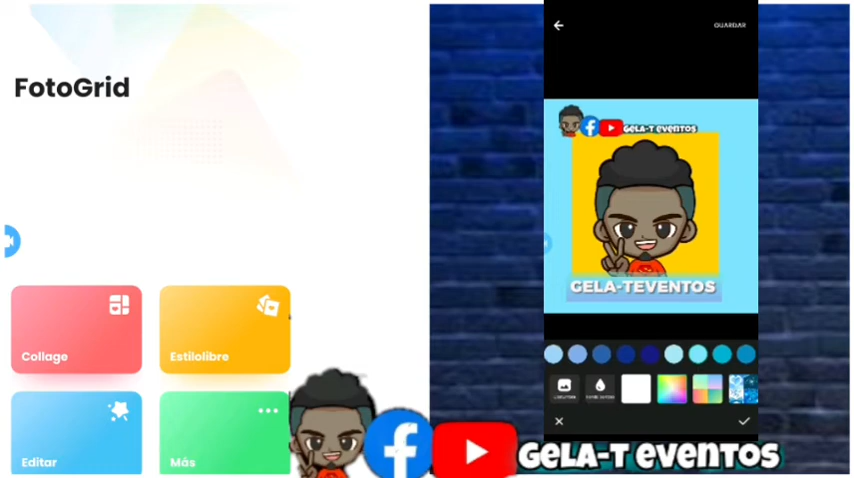 FotoGrid
Collage
Estilolibre
Editar
Más
GUARDAR
GELA-T EVENTOS
GELA-TEVENTOS
GELA-T EVENTOS